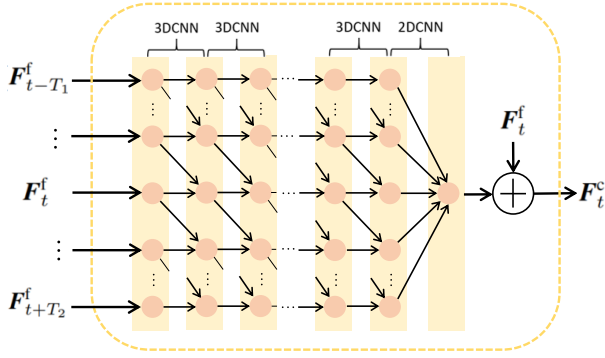 3DCNN 3DCNN 3DCNN 2DCNN
F^f_{t-T_1}
⋮
F^f_t
⋮
F^f_{t+T_2}
... ... ... ...
... ... ... ...
... ... ... ...
... ...
... ...
F^f_t
+
F^c_t